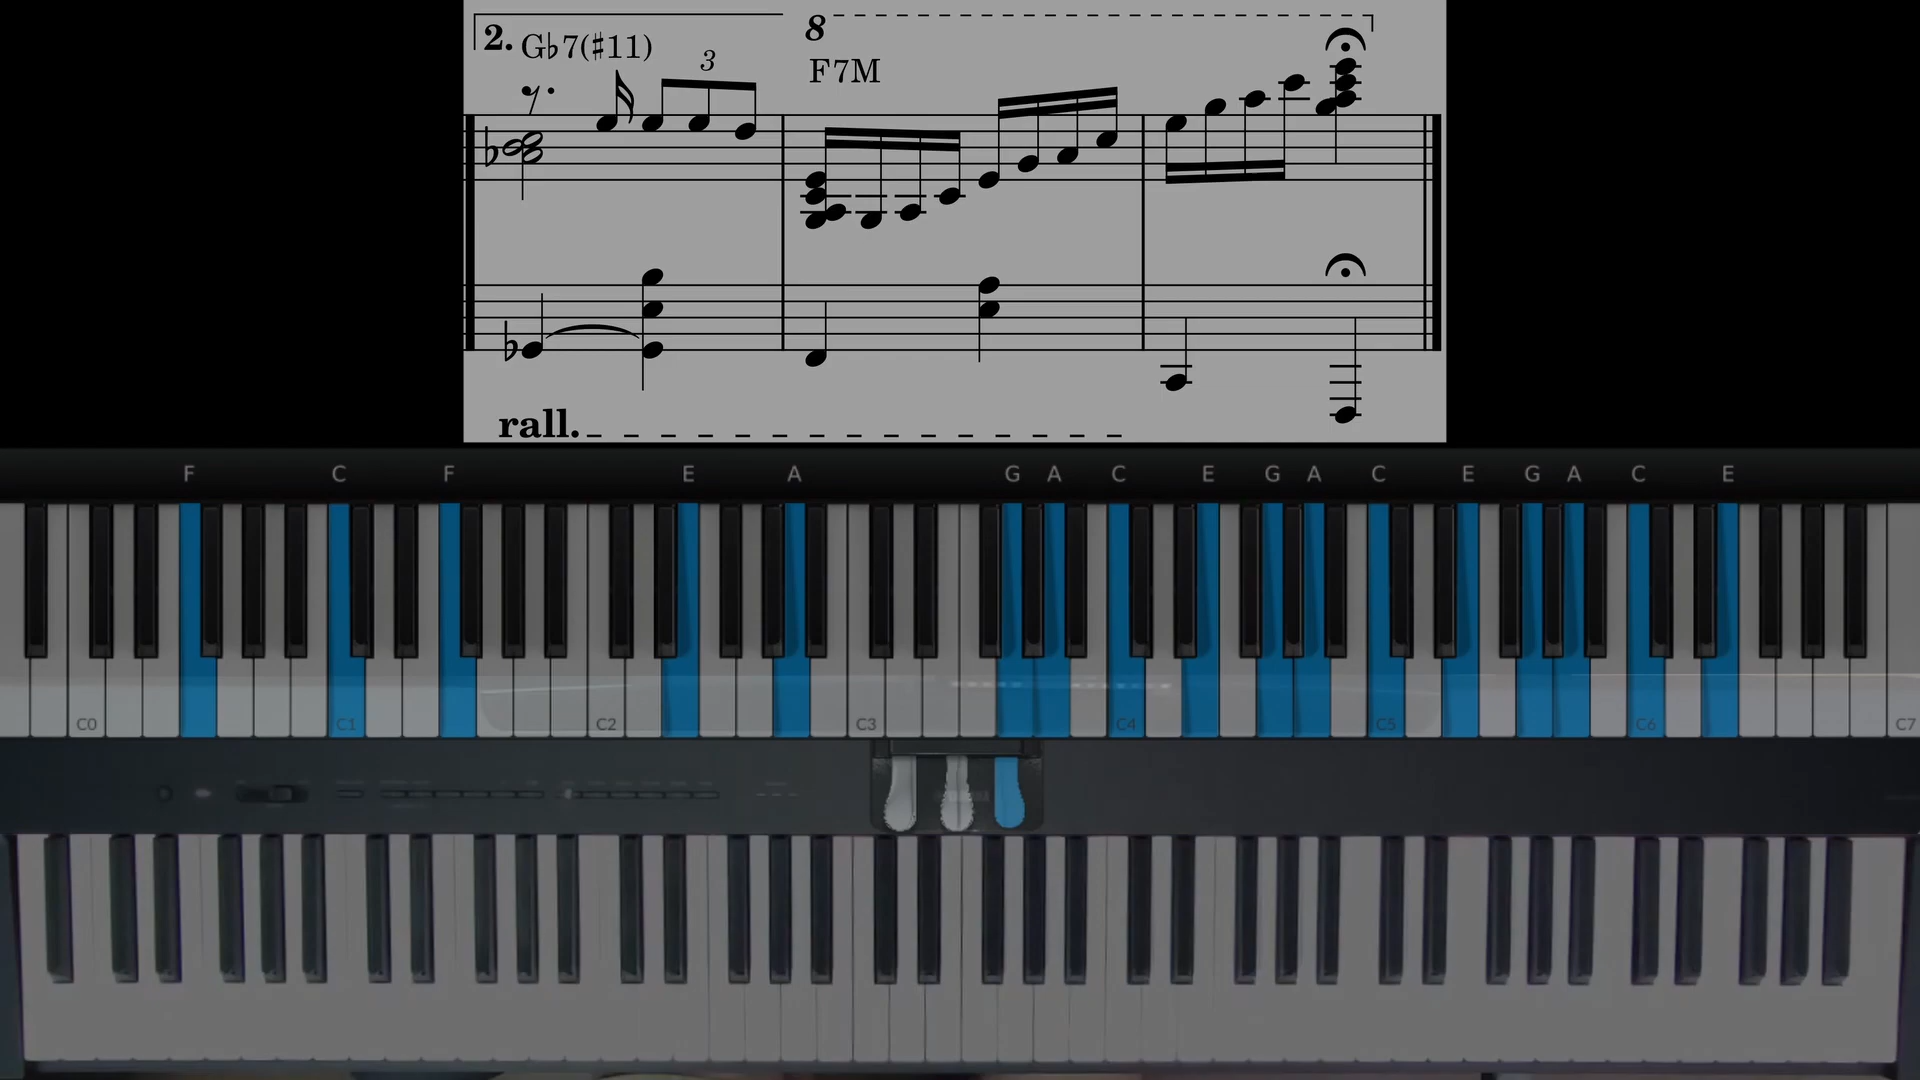 2. G♭7(♯11)
3
8
F7M
rall.
F C F E A G A C E G A C E G A C E
C0 C1 C2 C3 C4 C5 C6 C7